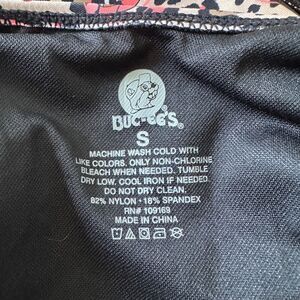 BUC-EE'S®
S
MACHINE WASH COLD WITH
LIKE COLORS. ONLY NON-CHLORINE
BLEACH WHEN NEEDED. TUMBLE
DRY LOW. COOL IRON IF NEEDED.
DO NOT DRY CLEAN.
82% NYLON • 18% SPANDEX
RN# 109169
MADE IN CHINA